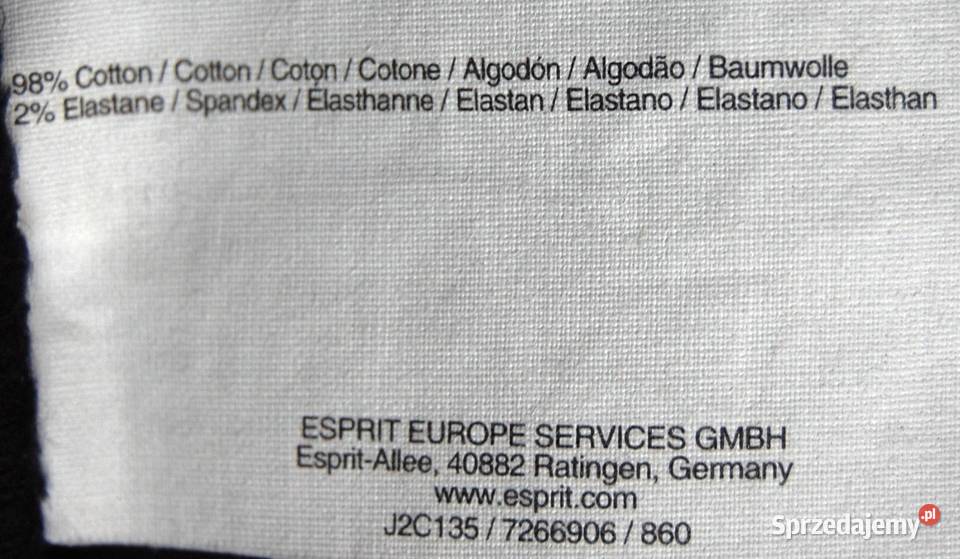 98% Cotton / Cotton / Coton / Cotone / Algodón / Algodão / Baumwolle
2% Elastane / Spandex / Élasthanne / Elastan / Elastano / Elastano / Elasthan
ESPRIT EUROPE SERVICES GMBH
Esprit-Allee, 40882 Ratingen, Germany
www.esprit.com
J2C135 / 7266906 / 860
Sprzedajemy.pl